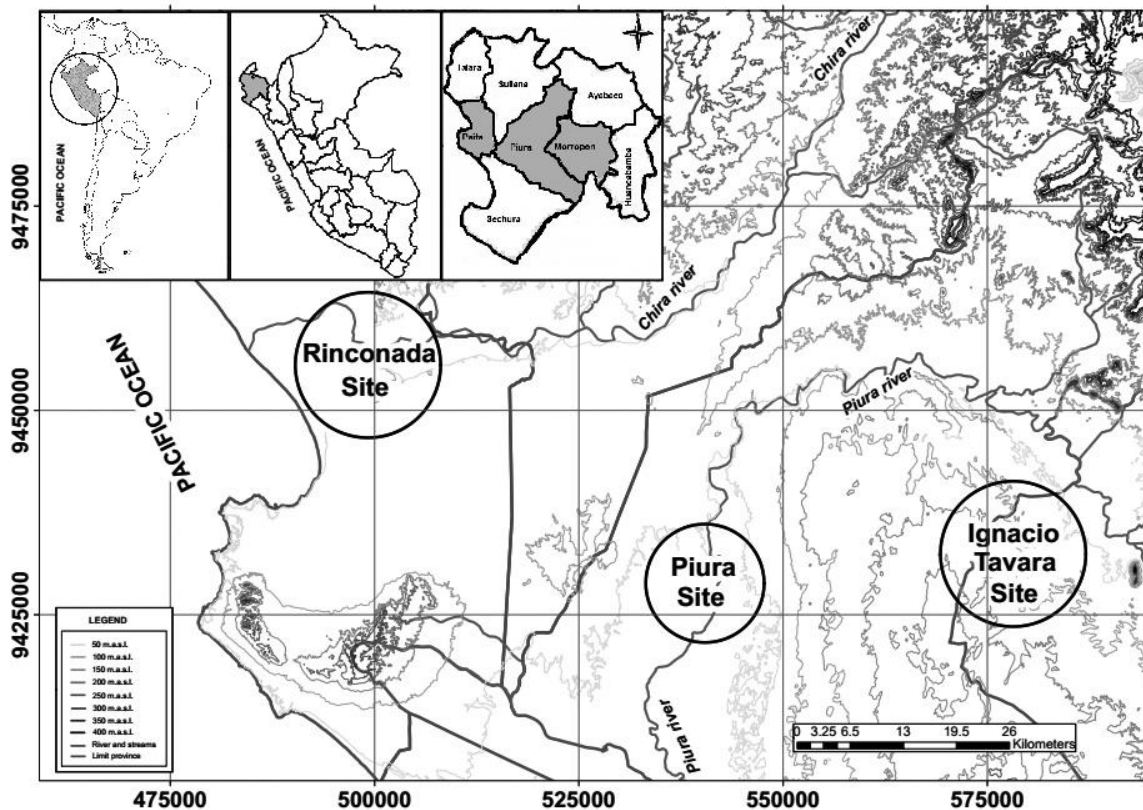 PACIFIC OCEAN
PACIFIC OCEAN
Talara
Sullana
Ayabaca
Paita
Piura
Morropon
Huancabamba
Sechura
Chira river
Chira river
Piura river
Piura river
PACIFIC OCEAN
Rinconada
Site
Piura
Site
Ignacio
Tavara
Site
9475000
9450000
9425000
LEGEND
50 m.a.s.l.
100 m.a.s.l.
150 m.a.s.l.
200 m.a.s.l.
250 m.a.s.l.
300 m.a.s.l.
350 m.a.s.l.
400 m.a.s.l.
River and streams
Limit province
0 3.25 6.5 13 19.5 26
Kilometers
475000 500000 525000 550000 575000